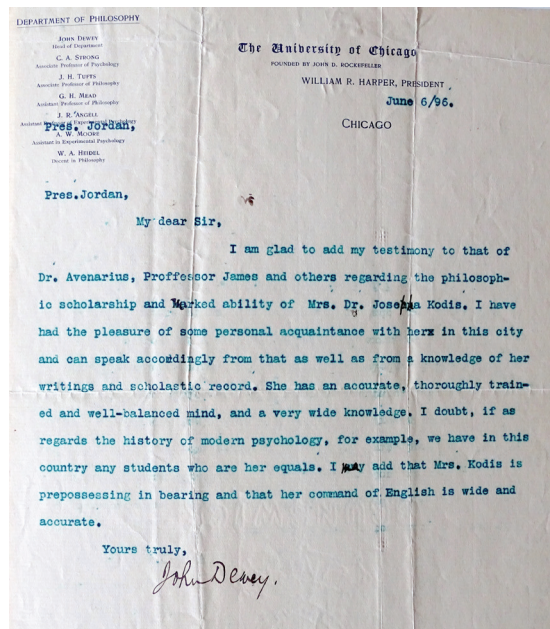 DEPARTMENT OF PHILOSOPHY
JOHN DEWEY
Head of Department
C. A. STRONG
Associate Professor of Psychology
J. H. TUFTS
Associate Professor of Philosophy
G. H. MEAD
Assistant Professor of Philosophy
J. R. ANGELL
Assistant Professor of Experimental Psychology
Pres. Jordan,
A. W. MOORE
Assistant in Experimental Psychology
W. A. HEIDEL
Docent in Philosophy
The University of Chicago
FOUNDED BY JOHN D. ROCKEFELLER
WILLIAM R. HARPER, PRESIDENT
June 6/96.
CHICAGO
Pres.Jordan,
My dear Sir,
I am glad to add my testimony to that of
Dr. Avenarius, Proffessor James and others regarding the philosoph-
ic scholarship and Marked ability of Mrs. Dr. Josepha Kodis. I have
had the pleasure of some personal acquaintance with herx in this city
and can speak accordingly from that as well as from a knowledge of her
writings and scholastic record. She has an accurate, thoroughly train-
ed and well-balanced mind, and a very wide knowledge. I doubt, if as
regards the history of modern psychology, for example, we have in this
country any students who are her equals. I may add that Mrs. Kodis is
prepossessing in bearing and that her command of English is wide and
accurate.
Yours truly,
John Dewey.